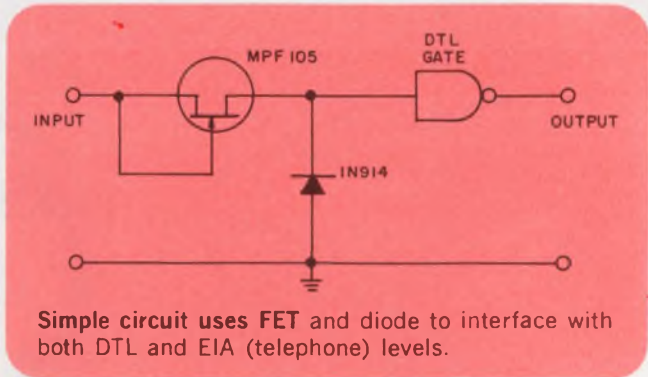 DTL
GATE
MPF 105
INPUT
OUTPUT
1N914
Simple circuit uses FET and diode to interface with
both DTL and EIA (telephone) levels.